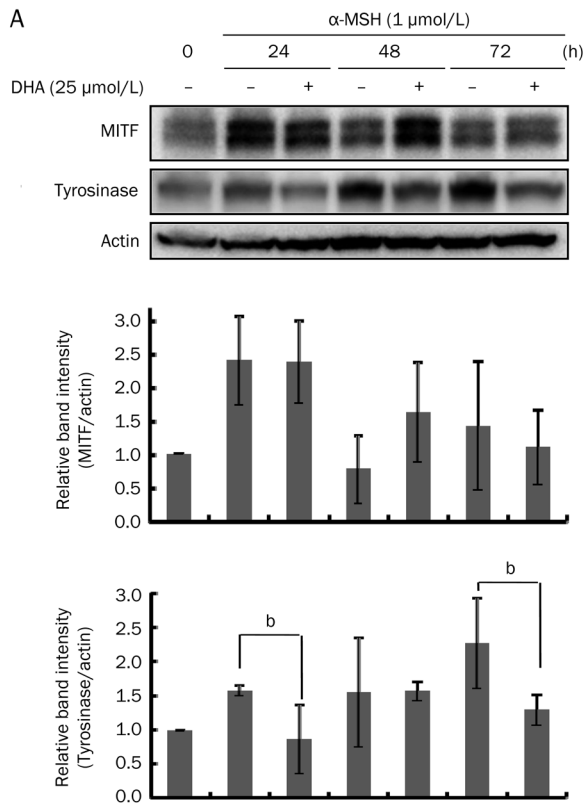 A
α-MSH (1 μmol/L)
0 24 48 72 (h)
DHA (25 μmol/L) – – + – + – +
MITF
Tyrosinase
Actin
Relative band intensity
(MITF/actin)
3.0
2.5
2.0
1.5
1.0
0.5
0.0
Relative band intensity
(Tyrosinase/actin)
3.0
2.5
2.0
1.5
1.0
0.5
0.0
b
b